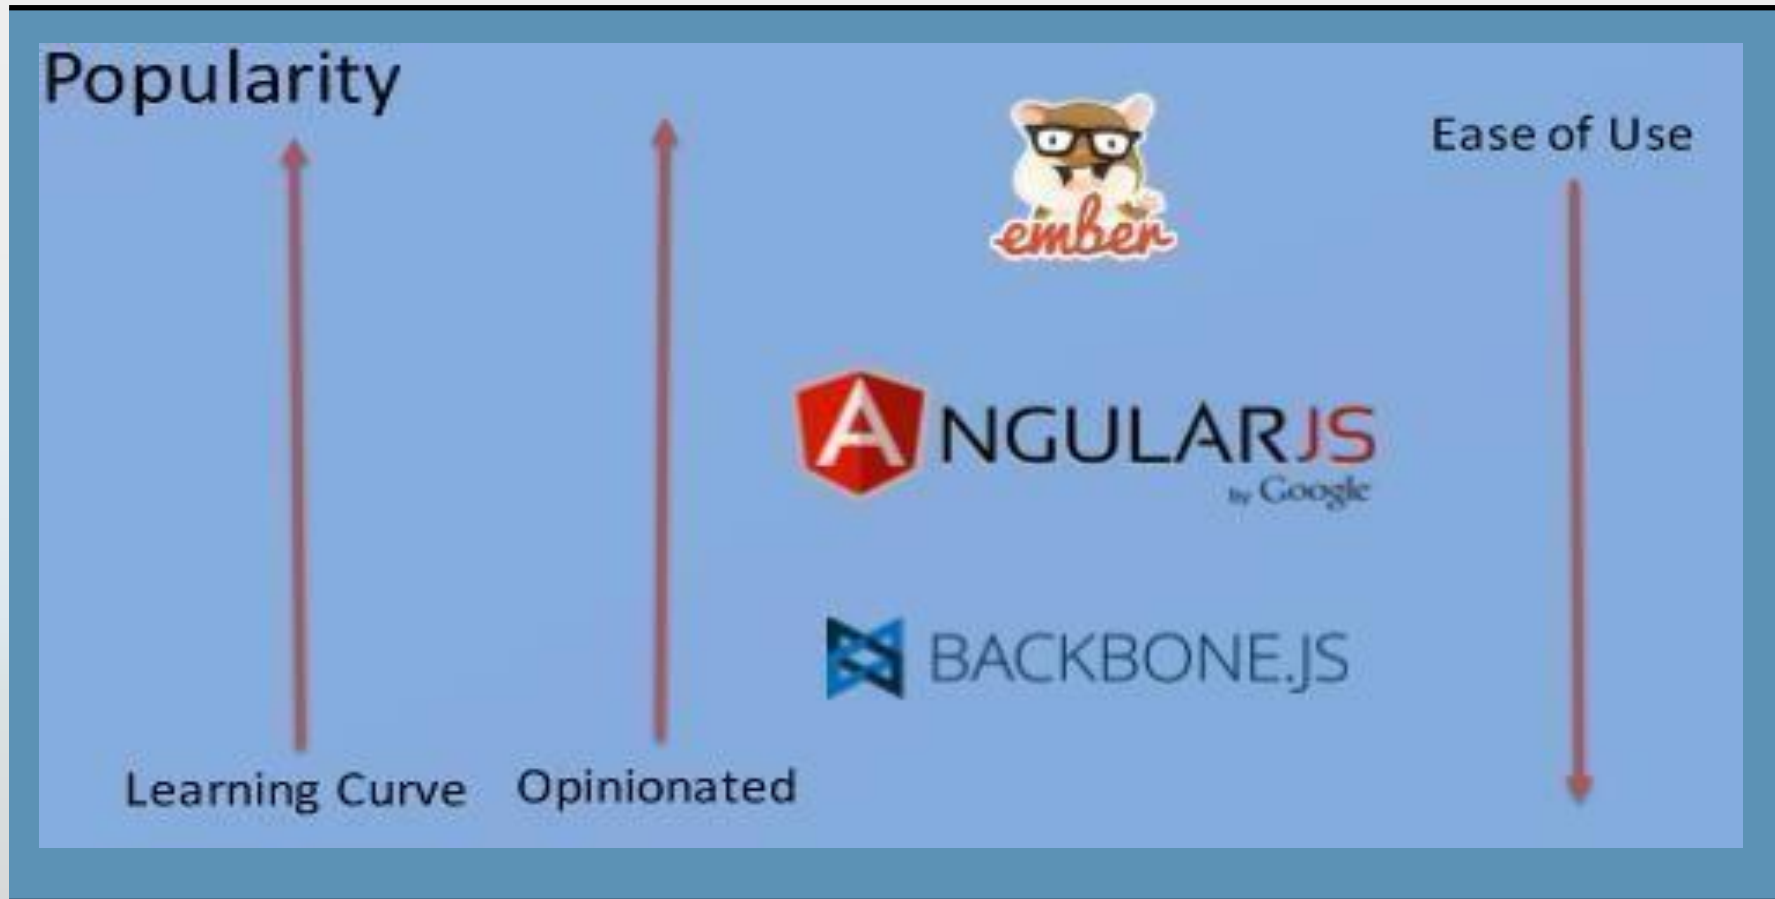 Popularity
ember
Ease of Use
ANGULARJS
by Google
BACKBONE.JS
Learning Curve
Opinionated